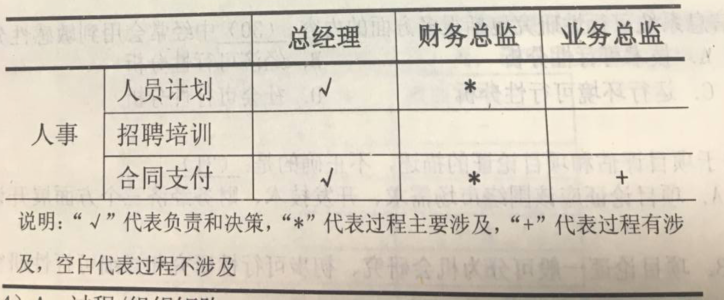 总经理 财务总监 业务总监
人事 人员计划 √ *
招聘培训
合同支付 √ * +
说明：“√”代表负责和决策，“*”代表过程主要涉及，“+”代表过程有涉
及，空白代表过程不涉及